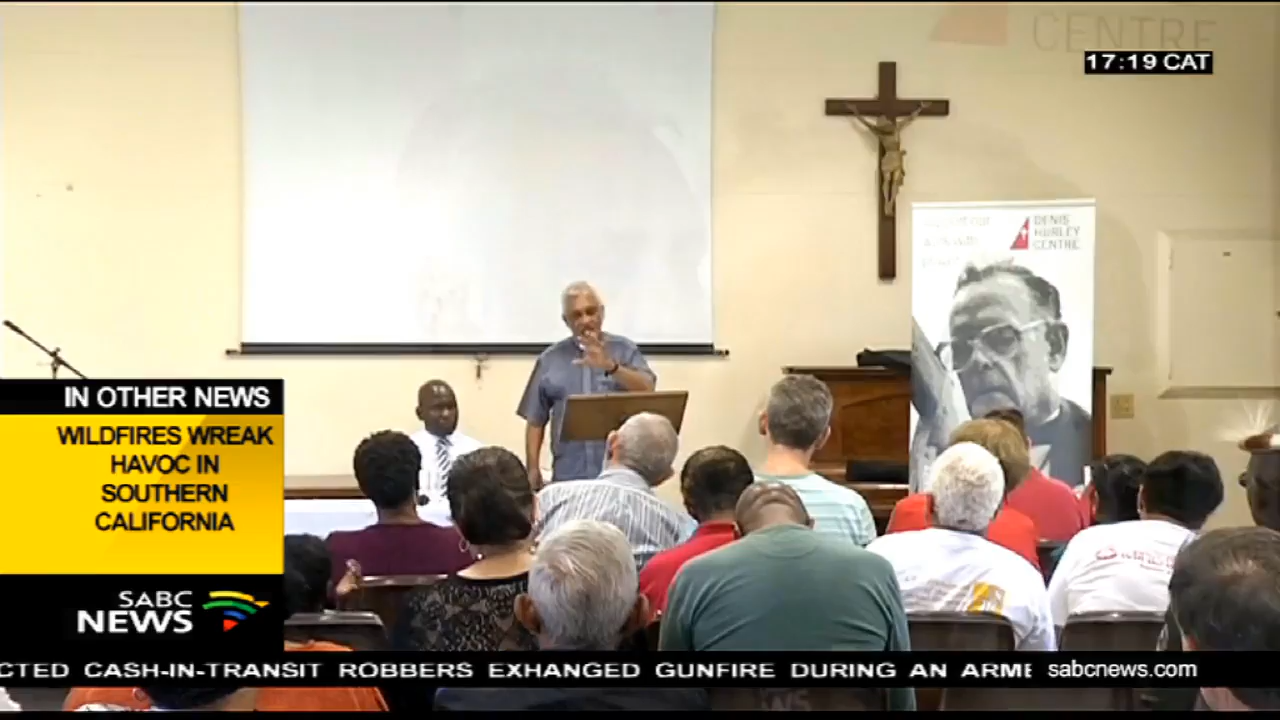 CENTRE
17:19 CAT
DENIS
HURLEY
CENTRE
IN OTHER NEWS
WILDFIRES WREAK
HAVOC IN
SOUTHERN
CALIFORNIA
SABC
NEWS
CTED CASH-IN-TRANSIT ROBBERS EXHANGED GUNFIRE DURING AN ARME
sabcnews.com